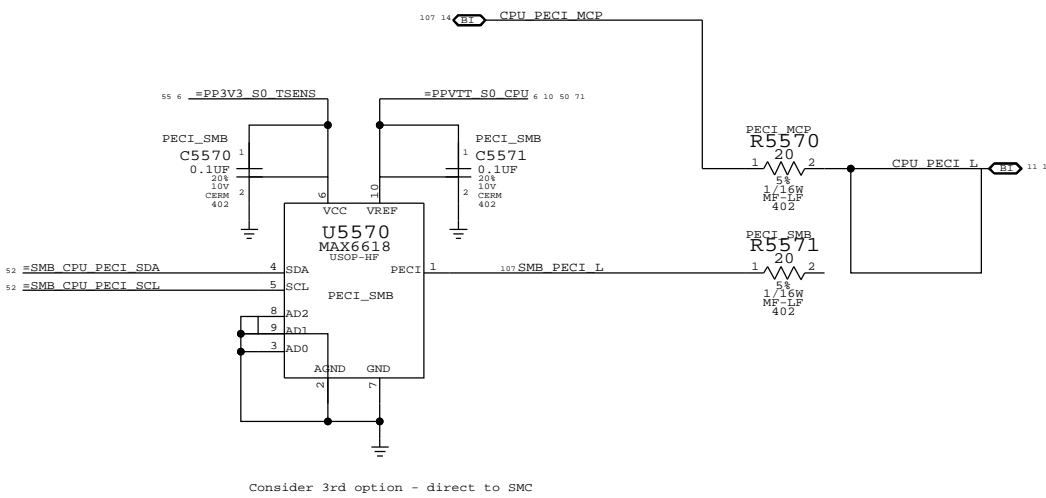 107 14 BI CPU_PECI_MCP
55 6 =PP3V3_S0_TSENS
=PPVTT_S0_CPU 6 10 50 71
PECI_SMB
C5570
0.1UF
20%
10V
CERM
402
1
2
PECI_SMB
C5571
0.1UF
20%
10V
CERM
402
1
2
PECI_MCP
R5570
1 20 2
5%
1/16W
MF-LF
402
CPU_PECI_L BI 11 1
6 10
VCC VREF
U5570
MAX6618
USOP-HF
52 =SMB_CPU_PECI_SDA 4 SDA
52 =SMB_CPU_PECI_SCL 5 SCL
PECI 1 107 SMB_PECI_L
PECI_SMB
8 AD2
9 AD1
3 AD0
AGND GND
2 7
PECI_SMB
R5571
1 20 2
5%
1/16W
MF-LF
402
Consider 3rd option - direct to SMC